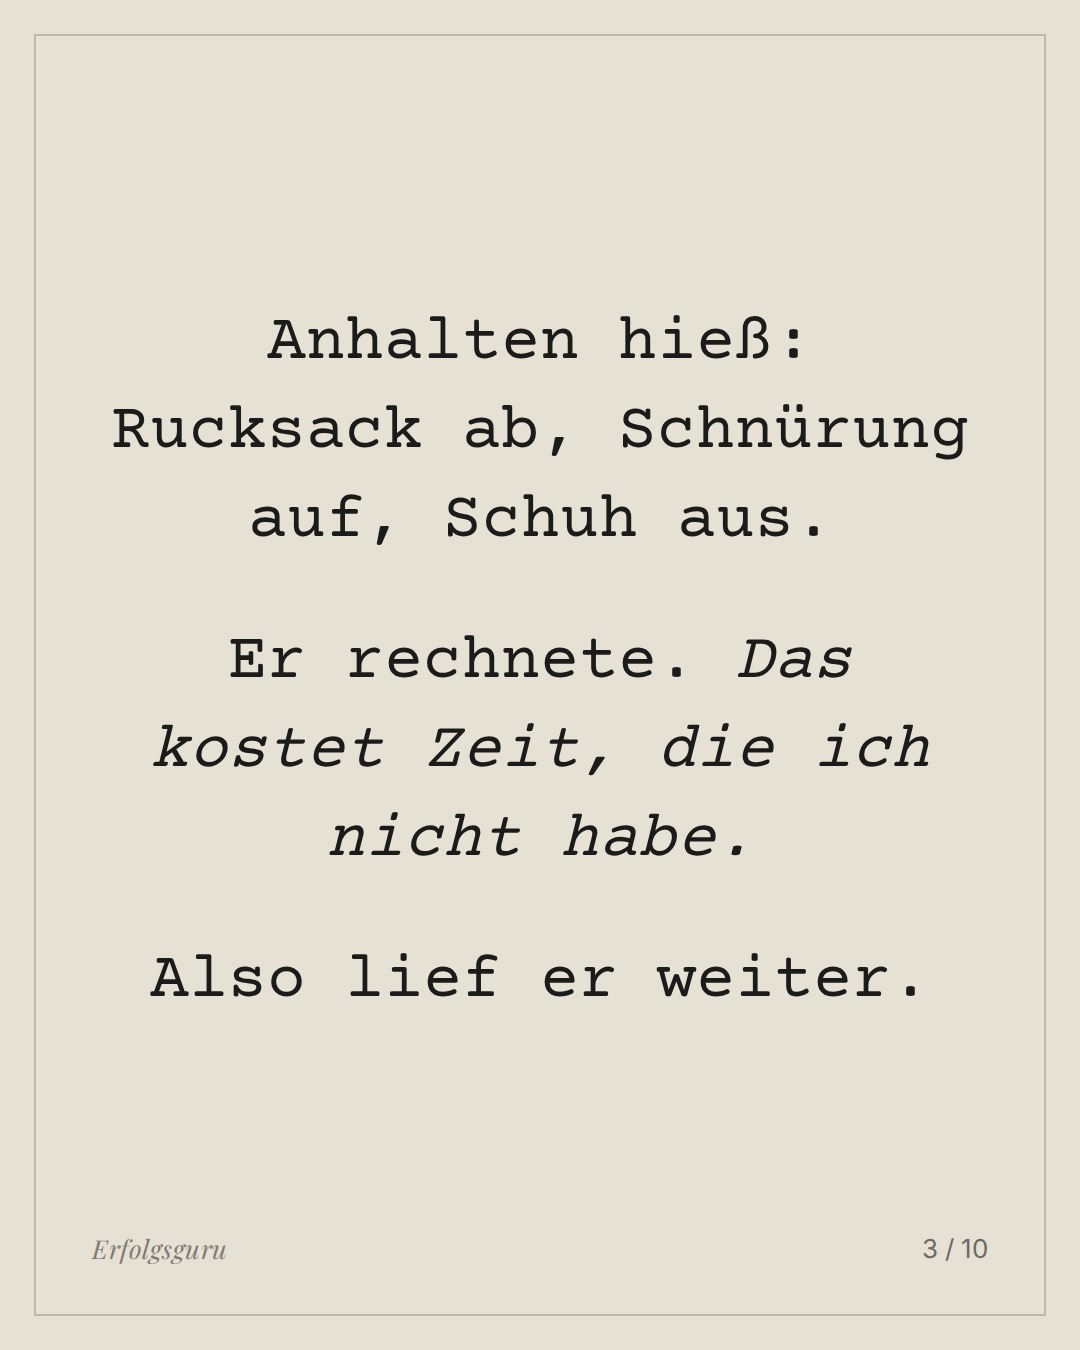 Anhalten hieß:
Rucksack ab, Schnürung
auf, Schuh aus.
Er rechnete. Das
kostet Zeit, die ich
nicht habe.
Also lief er weiter.
Erfolgsguru
3 / 10